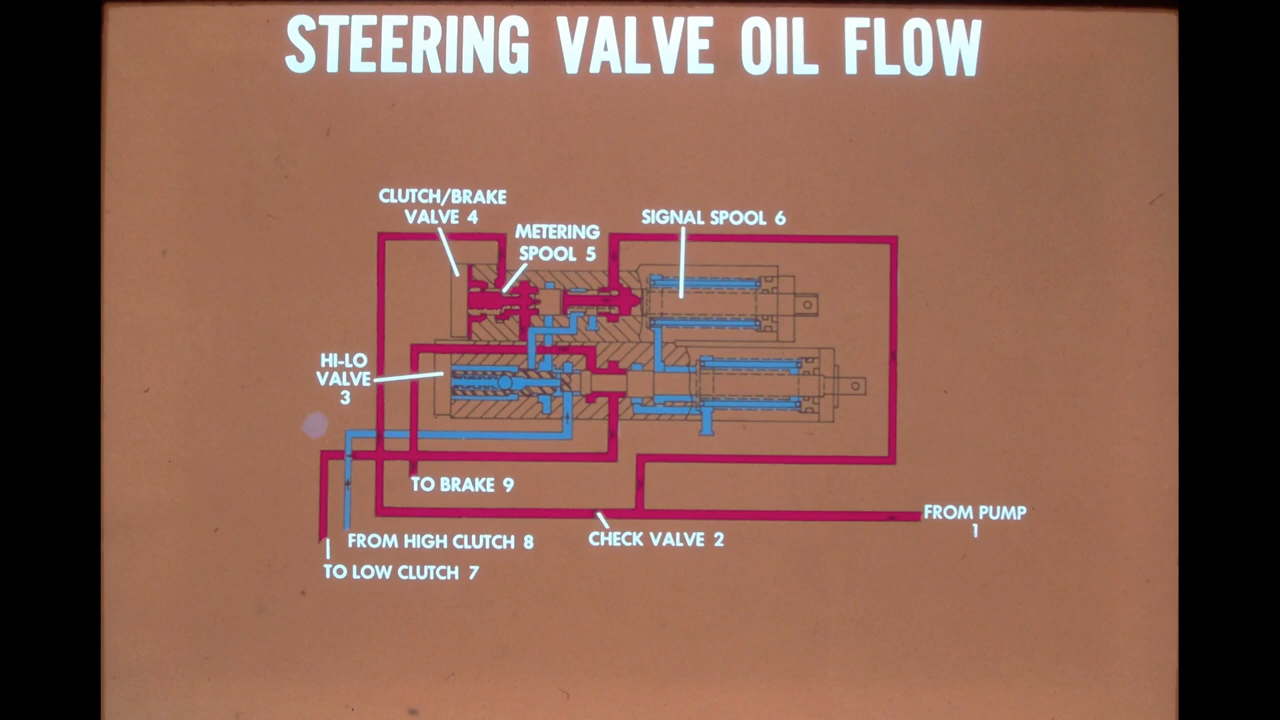 STEERING VALVE OIL FLOW
CLUTCH/BRAKE
VALVE 4
METERING
SPOOL 5
SIGNAL SPOOL 6
HI-LO
VALVE
3
TO BRAKE 9
FROM PUMP
1
FROM HIGH CLUTCH 8
CHECK VALVE 2
TO LOW CLUTCH 7